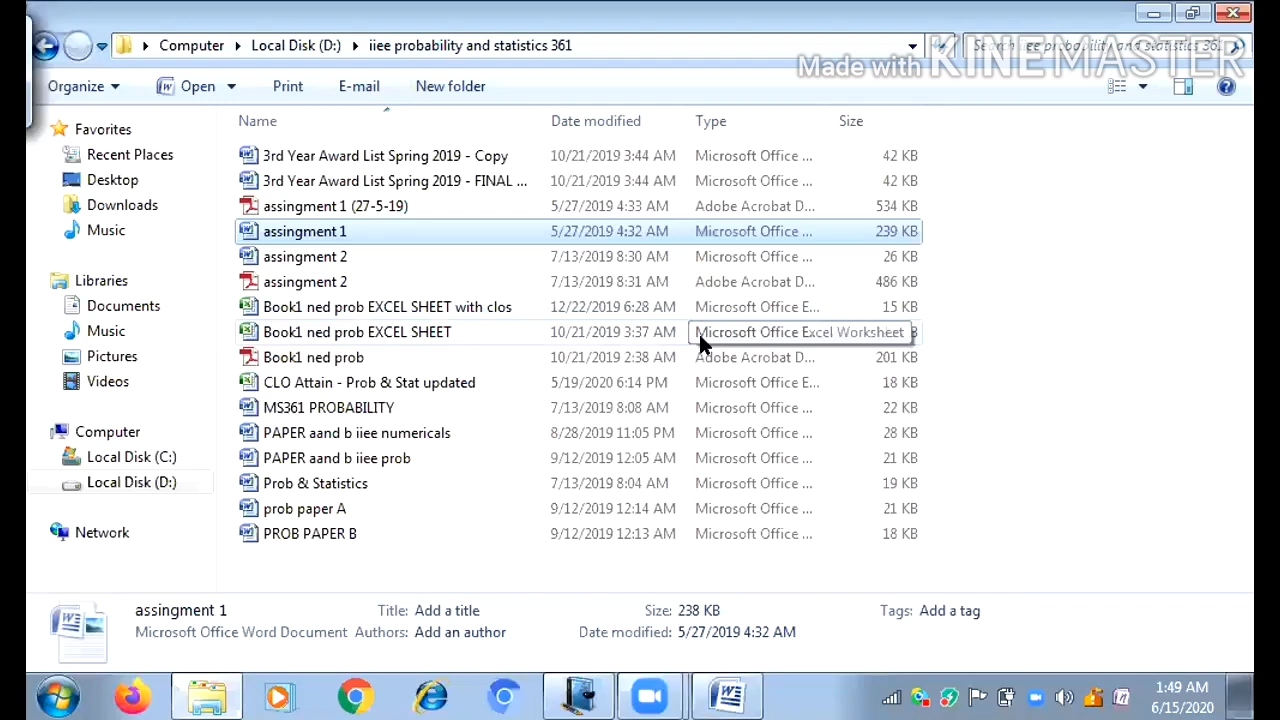 Computer Local Disk (D:) iiee probability and statistics 361
Made with KINEMASTER
Organize Open Print E-mail New folder
Name Date modified Type Size
Favorites
Recent Places
Desktop
Downloads
Music
Libraries
Documents
Music
Pictures
Videos
Computer
Local Disk (C:)
Local Disk (D:)
Network
3rd Year Award List Spring 2019 - Copy 10/21/2019 3:44 AM Microsoft Office ... 42 KB
3rd Year Award List Spring 2019 - FINAL ... 10/21/2019 3:44 AM Microsoft Office ... 42 KB
assingment 1 (27-5-19) 5/27/2019 4:33 AM Adobe Acrobat D... 534 KB
assingment 1 5/27/2019 4:32 AM Microsoft Office ... 239 KB
assingment 2 7/13/2019 8:30 AM Microsoft Office ... 26 KB
assingment 2 7/13/2019 8:31 AM Adobe Acrobat D... 486 KB
Book1 ned prob EXCEL SHEET with clos 12/22/2019 6:28 AM Microsoft Office E... 15 KB
Book1 ned prob EXCEL SHEET 10/21/2019 3:37 AM Microsoft Office Excel Worksheet
Book1 ned prob 10/21/2019 2:38 AM Adobe Acrobat D... 201 KB
CLO Attain - Prob & Stat updated 5/19/2020 6:14 PM Microsoft Office E... 18 KB
MS361 PROBABILITY 7/13/2019 8:08 AM Microsoft Office ... 22 KB
PAPER aand b iiee numericals 8/28/2019 11:05 PM Microsoft Office ... 28 KB
PAPER aand b iiee prob 9/12/2019 12:05 AM Microsoft Office ... 21 KB
Prob & Statistics 7/13/2019 8:04 AM Microsoft Office ... 19 KB
prob paper A 9/12/2019 12:14 AM Microsoft Office ... 21 KB
PROB PAPER B 9/12/2019 12:13 AM Microsoft Office ... 18 KB
assingment 1 Title: Add a title Size: 238 KB Tags: Add a tag
Microsoft Office Word Document Authors: Add an author Date modified: 5/27/2019 4:32 AM
1:49 AM
6/15/2020